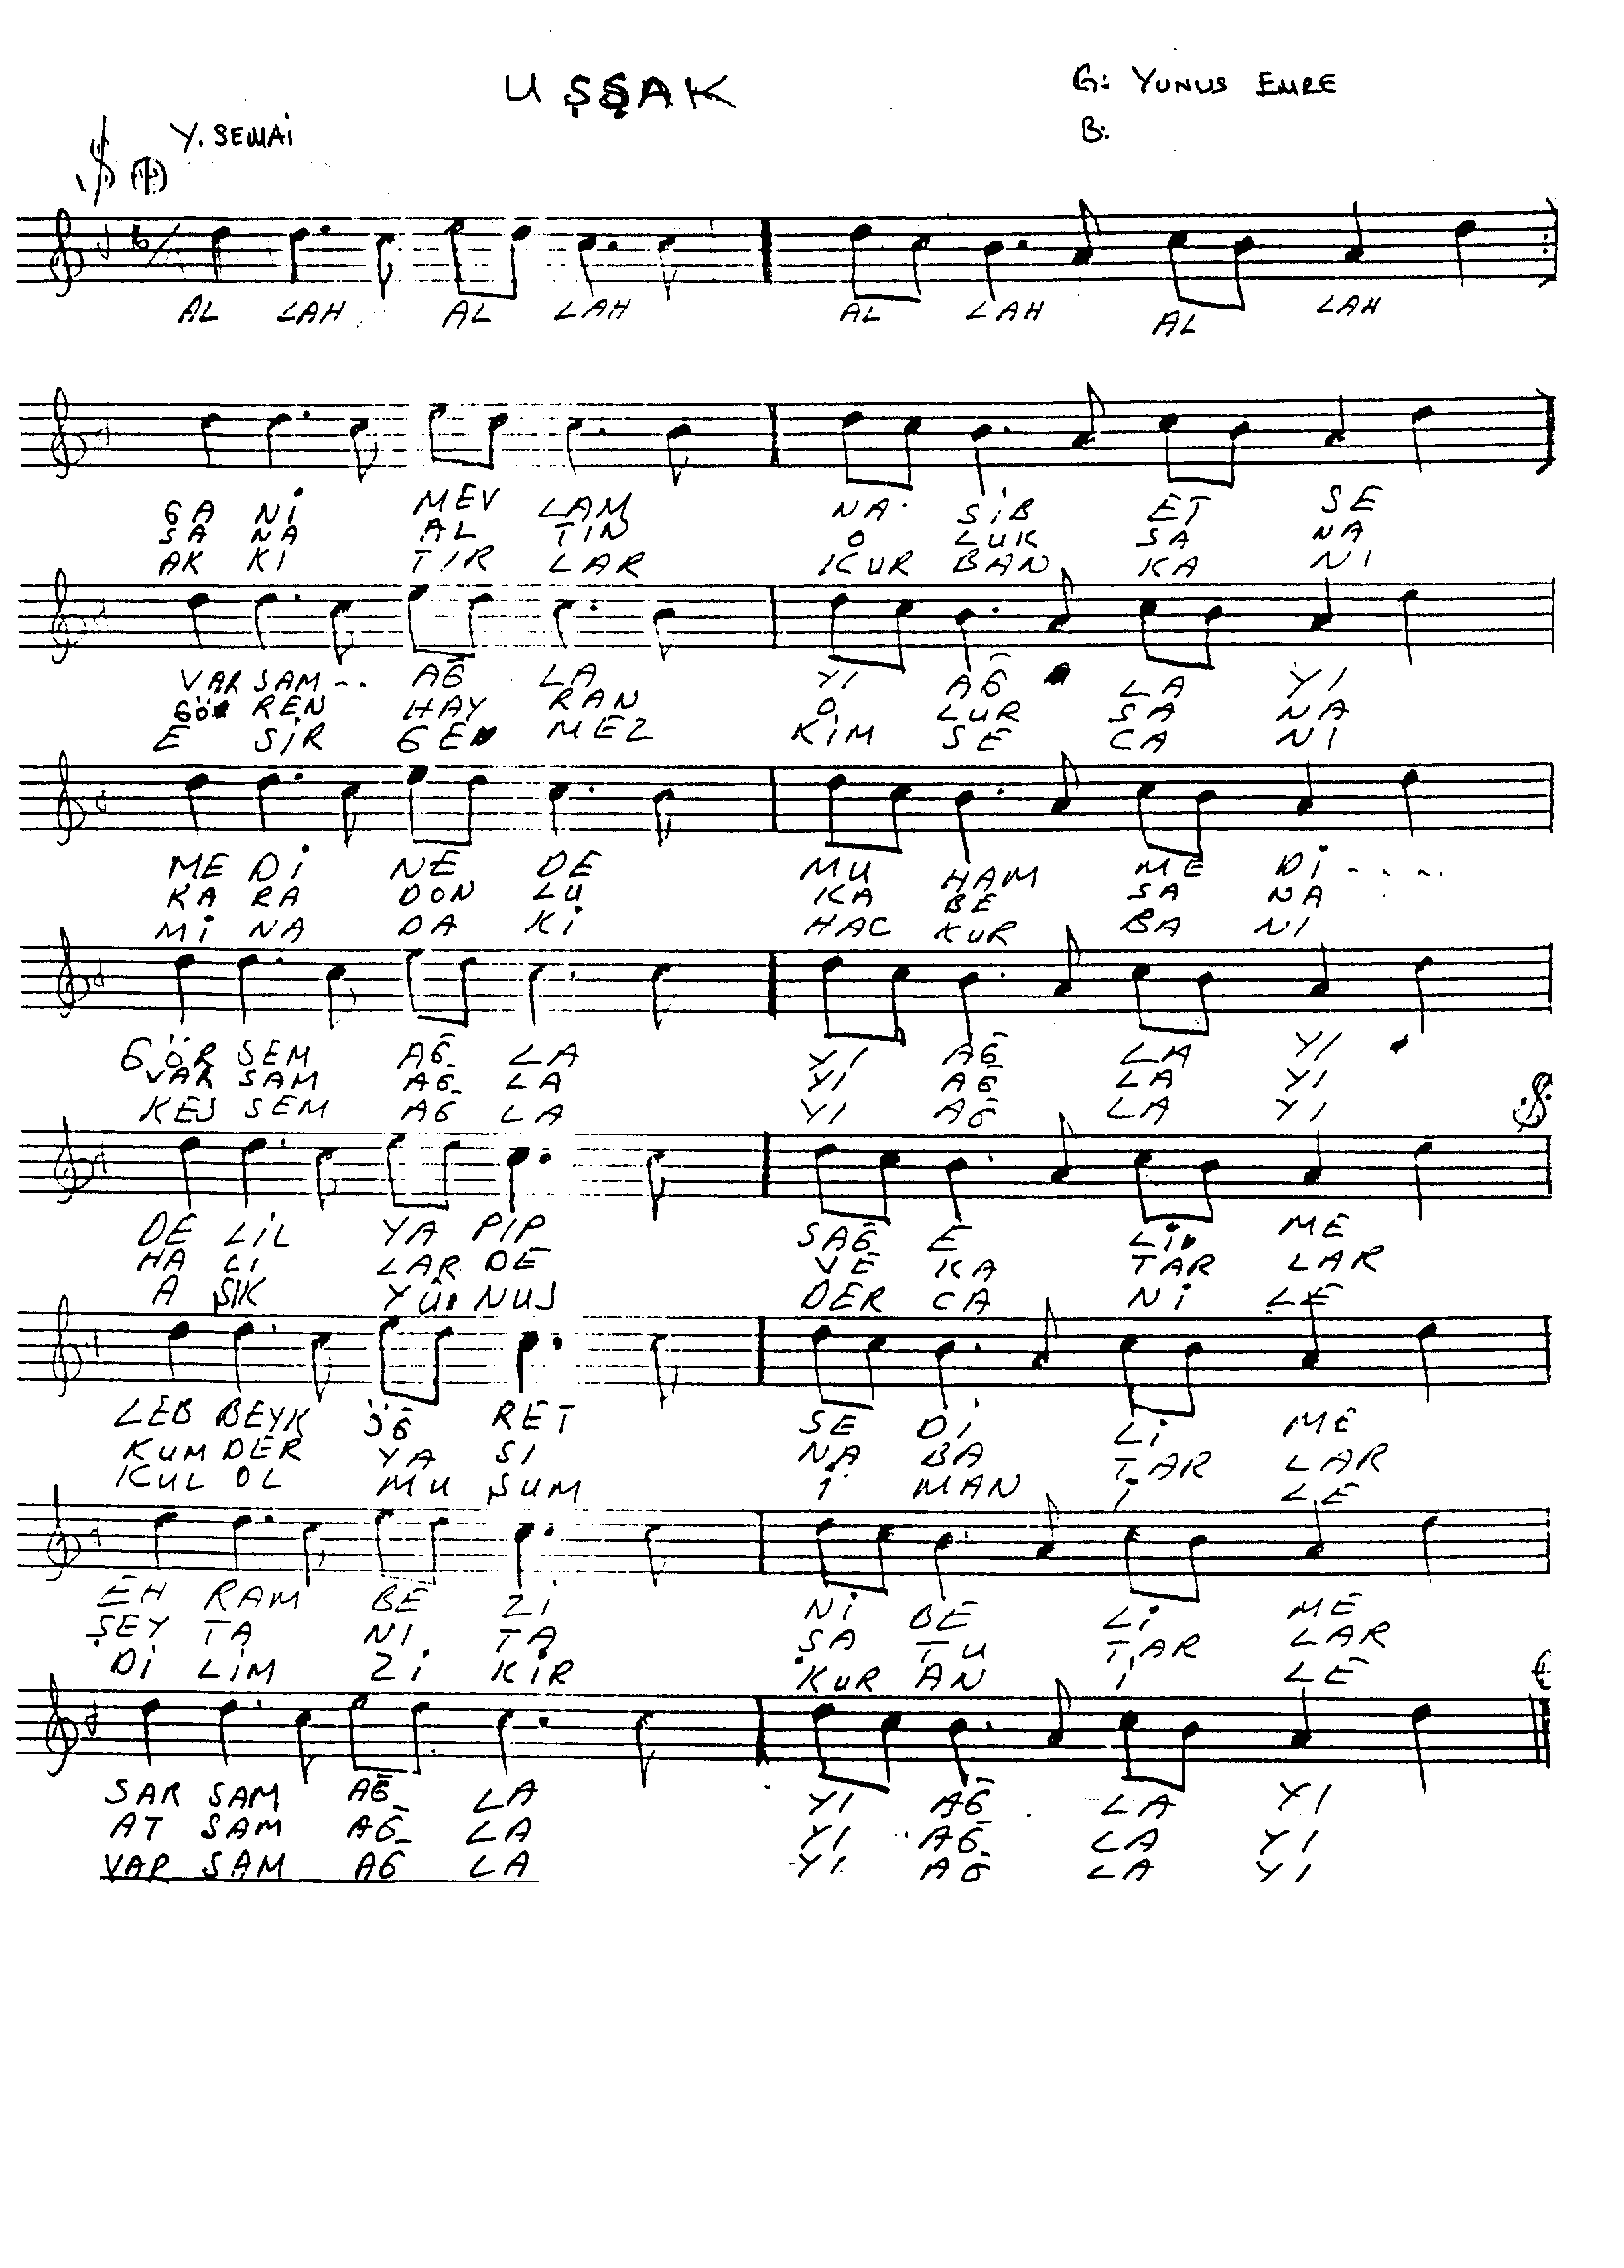 UŞŞAK
G: YUNUS EMRE
Y. SEMAİ
B:
6/
AL LAH AL LAH AL LAH AL LAH
GA Nİ MEV LAM NA SİB ET SE
SA NA AL TIN O LUK SA NA
AK KI TIR LAR KUR BAN KA NI
VAR SAM -- AĞ LA YI AĞ LA YI
GÖ REN HAY RAN O LUR SA NA
E SİR GE MEZ KİM SE CA NI
ME Dİ NE DE MU HAM ME Dİ ----
KA RA DON LU KA BE SA NA
Mİ NA DA Kİ HAC KUR BA NI
GÖR SEM AĞ LA YI AĞ LA YI
VAR SAM AĞ LA YI AĞ LA YI
KES SEM AĞ LA YI AĞ LA YI
DE LİL YA PIP SAĞ E Lİ ME
HA CI LAR DE VE KA TAR LAR
A ŞIK YÛ NUS DER CA Nİ LE
LEB BEYK ÖĞ RET SE Dİ Lİ ME
KUM DER YA SI NA BA TAR LAR
KUL OL MU ŞUM İ MAN İ LE
EH RAM BE Zİ Nİ BE Lİ ME
ŞEY TA NI TA ŞA TU TAR LAR
Dİ LİM Zİ KİR KUR AN İ LE
SAR SAM AĞ LA YI AĞ LA YI
AT SAM AĞ LA YI AĞ LA YI
VAR SAM AĞ LA YI AĞ LA YI